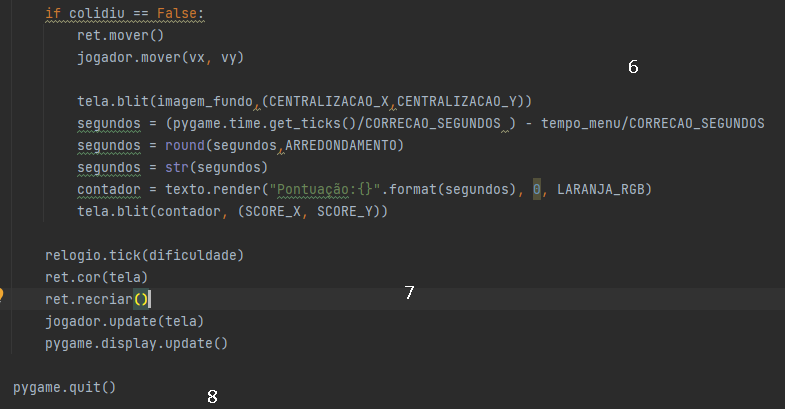 if colidiu == False:
ret.mover()
jogador.mover(vx, vy)
6
tela.blit(imagem_fundo,(CENTRALIZACAO_X,CENTRALIZACAO_Y))
segundos = (pygame.time.get_ticks()/CORRECAO_SEGUNDOS ) - tempo_menu/CORRECAO_SEGUNDOS
segundos = round(segundos,ARREDONDAMENTO)
segundos = str(segundos)
contador = texto.render("Pontuação:{}".format(segundos), 0, LARANJA_RGB)
tela.blit(contador, (SCORE_X, SCORE_Y))
relogio.tick(dificuldade)
ret.cor(tela)
ret.recriar() 7
jogador.update(tela)
pygame.display.update()
pygame.quit()
8